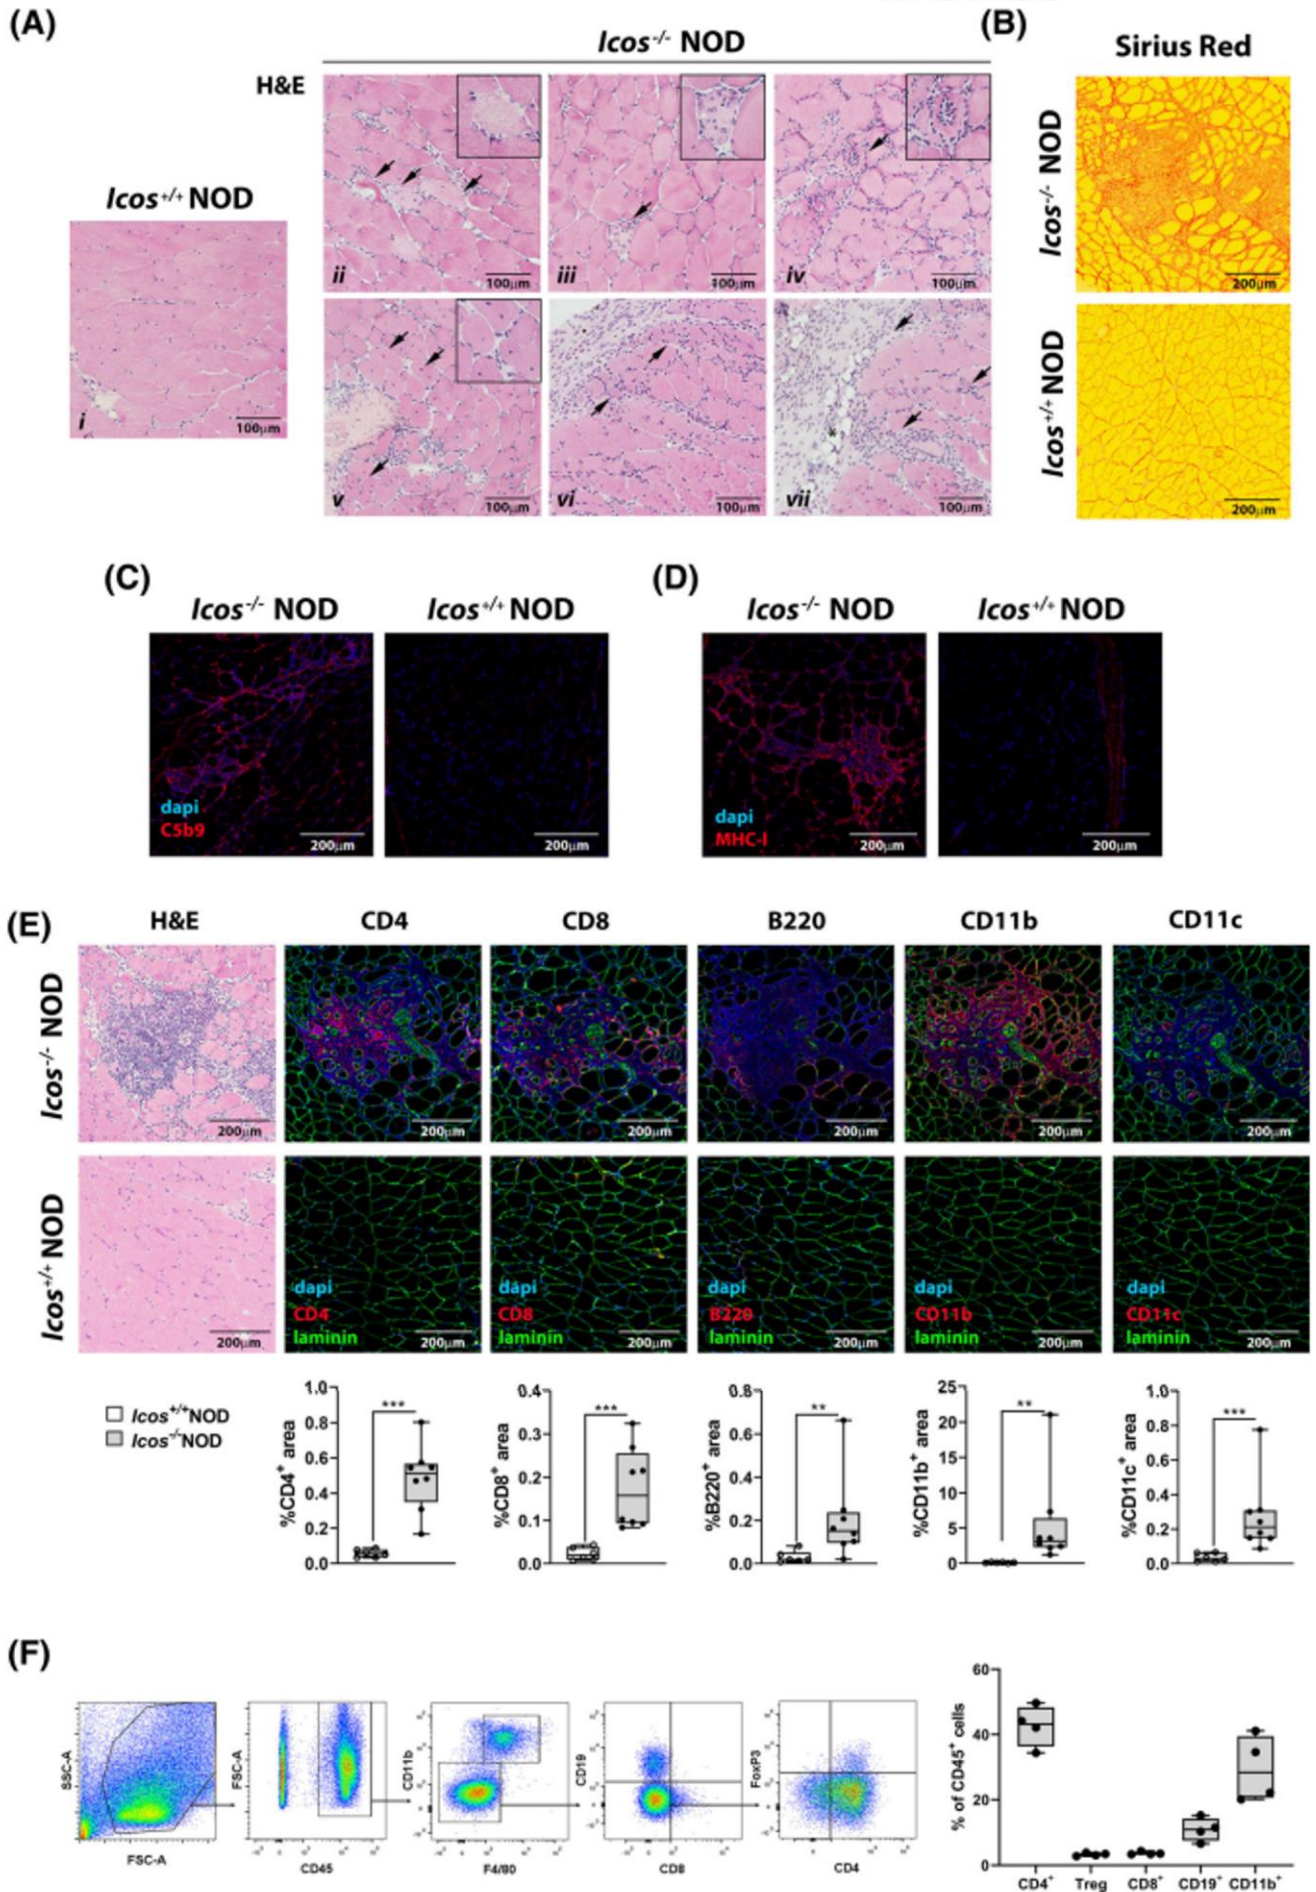 (A)
Icos-/- NOD
H&E
Icos+/+ NOD
i
100μm
ii
100μm
iii
100μm
iv
100μm
v
100μm
vi
100μm
*
vii
100μm
(B)
Sirius Red
Icos-/- NOD
200μm
Icos+/+ NOD
200μm
(C)
Icos-/- NOD
Icos+/+ NOD
dapi
C5b9
200μm
200μm
(D)
Icos-/- NOD
Icos+/+ NOD
dapi
MHC-I
200μm
200μm
(E)
H&E
CD4
CD8
B220
CD11b
CD11c
Icos-/- NOD
200μm
200μm
200μm
200μm
200μm
200μm
Icos+/+ NOD
200μm
dapi
CD4
laminin
200μm
dapi
CD8
laminin
200μm
dapi
B220
laminin
200μm
dapi
CD11b
laminin
200μm
dapi
CD11c
laminin
200μm
Icos+/+NOD
Icos-/-NOD
%CD4+ area
1.0
0.8
0.6
0.4
0.2
0.0
***
%CD8+ area
0.4
0.3
0.2
0.1
0.0
***
%B220+ area
0.8
0.6
0.4
0.2
0.0
**
%CD11b+ area
25
20
15
10
5
0
**
%CD11c+ area
1.0
0.8
0.6
0.4
0.2
0.0
***
(F)
SSC-A
FSC-A
FSC-A
CD45
CD11b
F4/80
CD19
CD8
FoxP3
CD4
% of CD45+ cells
60
40
20
0
CD4+
Treg
CD8+
CD19+
CD11b+